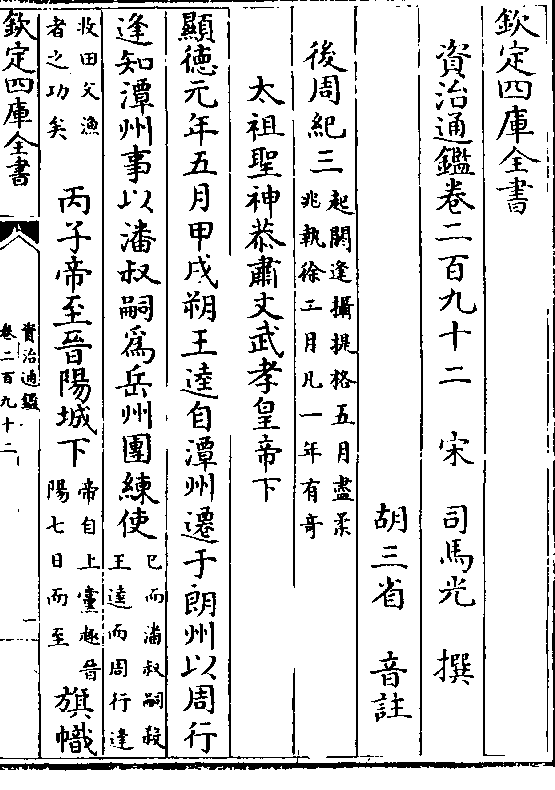 欽定四庫全書
資治通鑑卷二百九十二　宋　司馬光　撰
胡三省　音註
後周紀三
起閼逢攝提格五月盡柔
兆執徐二月凡一年有奇
太祖聖神恭肅文武孝皇帝下
顯德元年五月甲戌朔王逵自潭州遷于朗州以周行
逢知潭州事以潘叔嗣為岳州團練使
已而潘叔嗣殺
王逵而周行逢
收田父漁
者之功矣
丙子帝至晉陽城下
帝自上黨趣晉
陽七日而至
旗幟
欽定四庫全書
資治通鑑
卷二百九十二
一